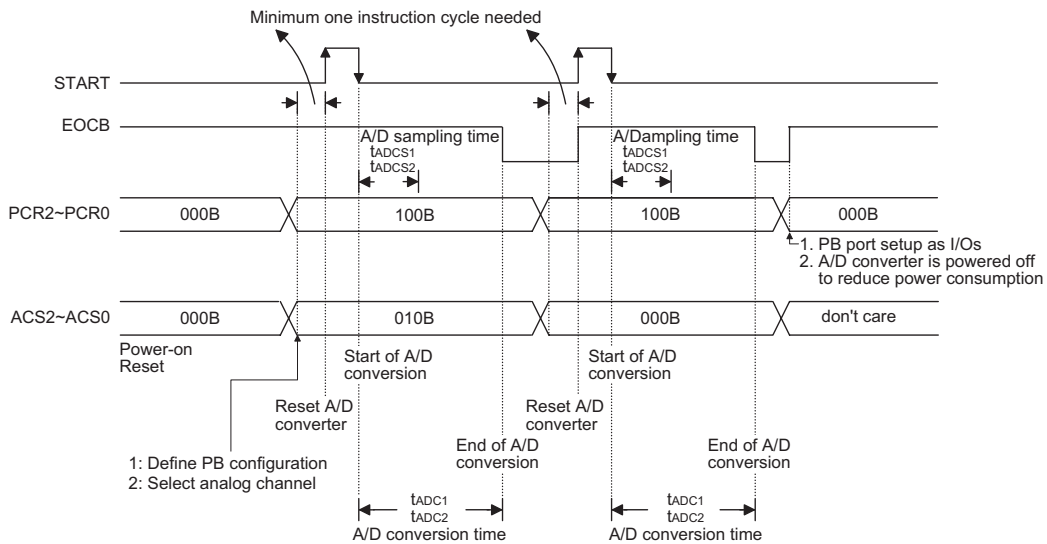 Minimum one instruction cycle needed
START
EOCB
A/D sampling time
tADCS1
tADCS2
A/Dampling time
tADCS1
tADCS2
PCR2~PCR0
000B
100B
100B
000B
1. PB port setup as I/Os
2. A/D converter is powered off
to reduce power consumption
ACS2~ACS0
000B
010B
000B
don't care
Power-on
Reset
Start of A/D
conversion
Start of A/D
conversion
Reset A/D
converter
Reset A/D
converter
1: Define PB configuration
2: Select analog channel
End of A/D
conversion
End of A/D
conversion
tADC1
tADC2
A/D conversion time
tADC1
tADC2
A/D conversion time